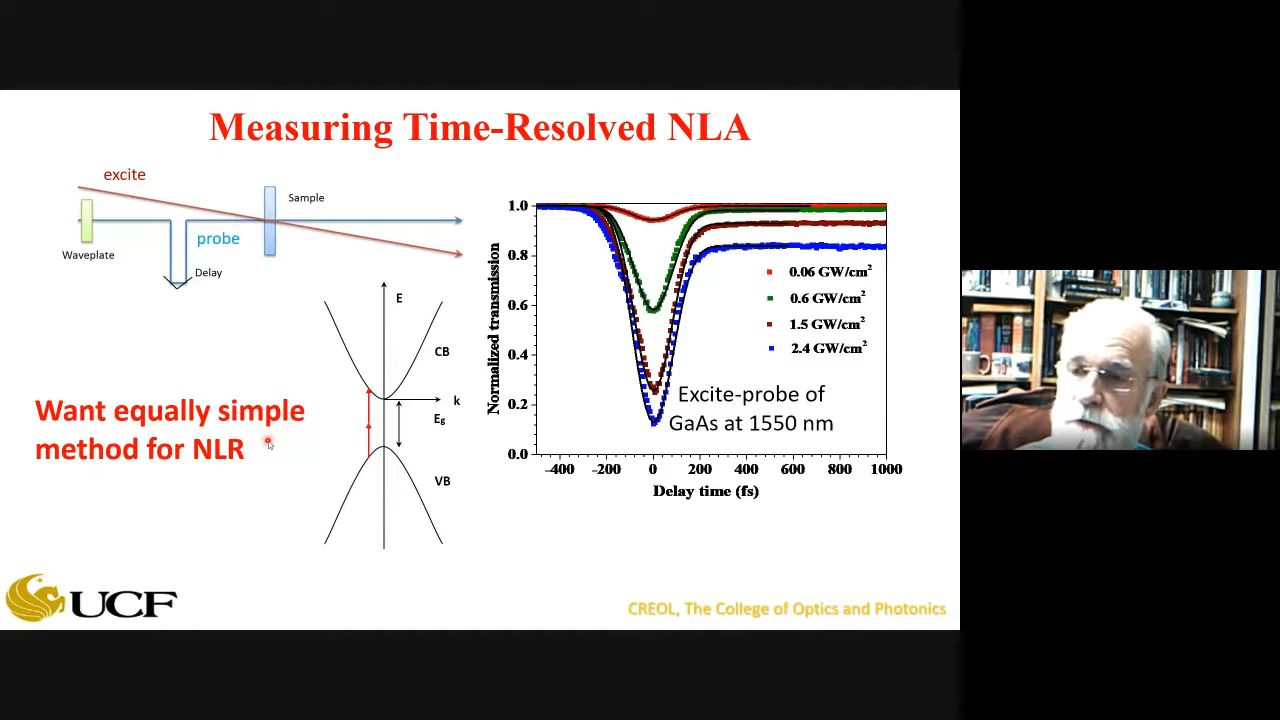 Measuring Time-Resolved NLA
excite
Sample
probe
Waveplate
Delay
E
CB
k
Eg
VB
Want equally simple
method for NLR
Normalized transmission
1.0
0.8
0.6
0.4
0.2
0.0
0.06 GW/cm²
0.6 GW/cm²
1.5 GW/cm²
2.4 GW/cm²
Excite-probe of
GaAs at 1550 nm
-400 -200 0 200 400 600 800 1000
Delay time (fs)
UCF
CREOL, The College of Optics and Photonics